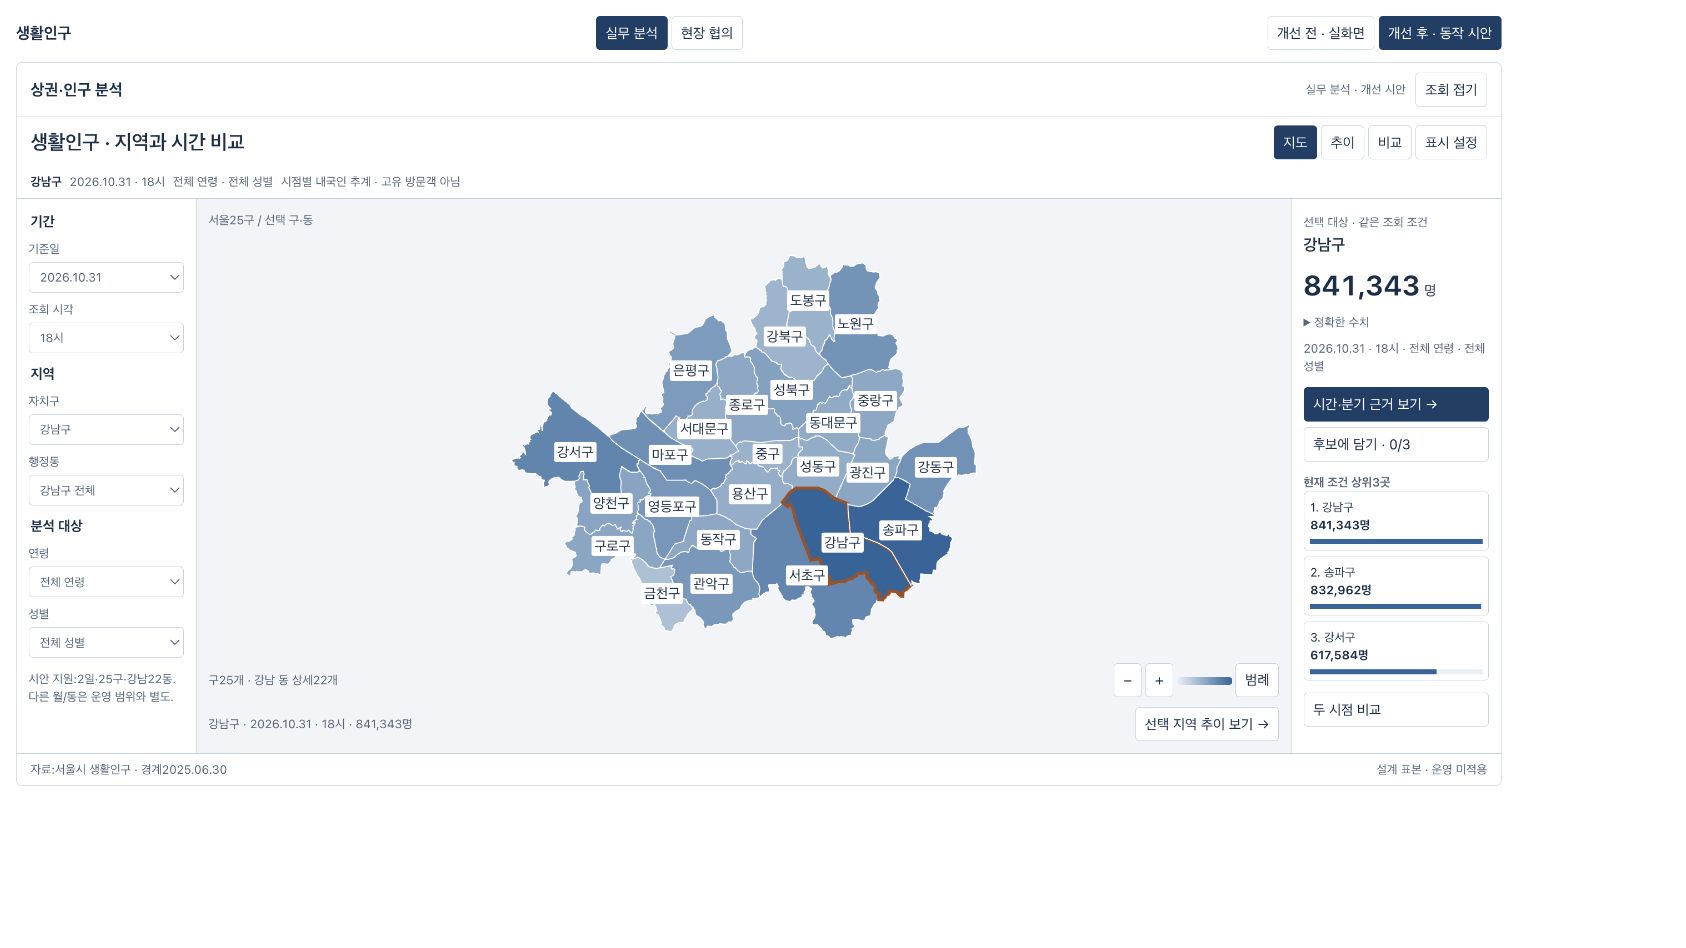 생활인구
실무 분석
현장 협의
개선 전 · 실화면
개선 후 · 동작 시안
상권·인구 분석
실무 분석 · 개선 시안
조회 접기
생활인구 · 지역과 시간 비교
지도
추이
비교
표시 설정
강남구 2026.10.31 · 18시 전체 연령 · 전체 성별 시점별 내국인 추계 · 고유 방문객 아님
기간
기준일
2026.10.31
조회 시각
18시
지역
자치구
강남구
행정동
강남구 전체
분석 대상
연령
전체 연령
성별
전체 성별
시안 지원:2일·25구·강남22동.
다른 월/동은 운영 범위와 별도.
서울25구 / 선택 구·동
도봉구
노원구
강북구
은평구
성북구
종로구
중랑구
서대문구
동대문구
강서구
마포구
중구
성동구
광진구
강동구
양천구
영등포구
용산구
송파구
구로구
동작구
강남구
서초구
관악구
금천구
구25개 · 강남 동 상세22개
−
+
범례
강남구 · 2026.10.31 · 18시 · 841,343명
선택 지역 추이 보기 →
선택 대상 · 같은 조회 조건
강남구
841,343 명
▶ 정확한 수치
2026.10.31 · 18시 · 전체 연령 · 전체
성별
시간·분기 근거 보기 →
후보에 담기 · 0/3
현재 조건 상위3곳
1. 강남구
841,343명
2. 송파구
832,962명
3. 강서구
617,584명
두 시점 비교
자료:서울시 생활인구 · 경계2025.06.30
설계 표본 · 운영 미적용